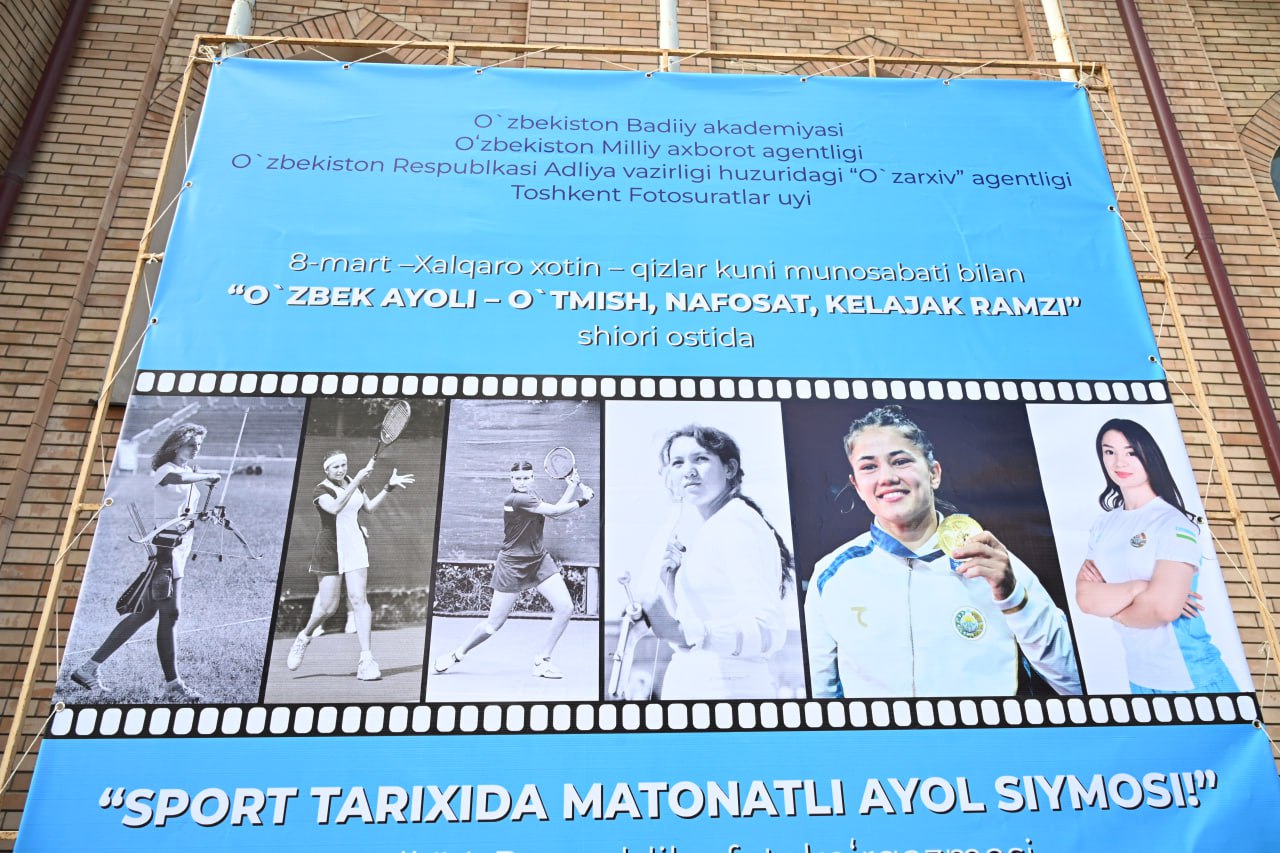 O`zbekiston Badiiy akademiyasi
Oʻzbekiston Milliy axborot agentligi
O`zbekiston Respublkasi Adliya vazirligi huzuridagi “O`zarxiv” agentligi
Toshkent Fotosuratlar uyi
8-mart –Xalqaro xotin – qizlar kuni munosabati bilan
“O`ZBEK AYOLI – O`TMISH, NAFOSAT, KELAJAK RAMZI”
shiori ostida
“SPORT TARIXIDA MATONATLI AYOL SIYMOSI!”